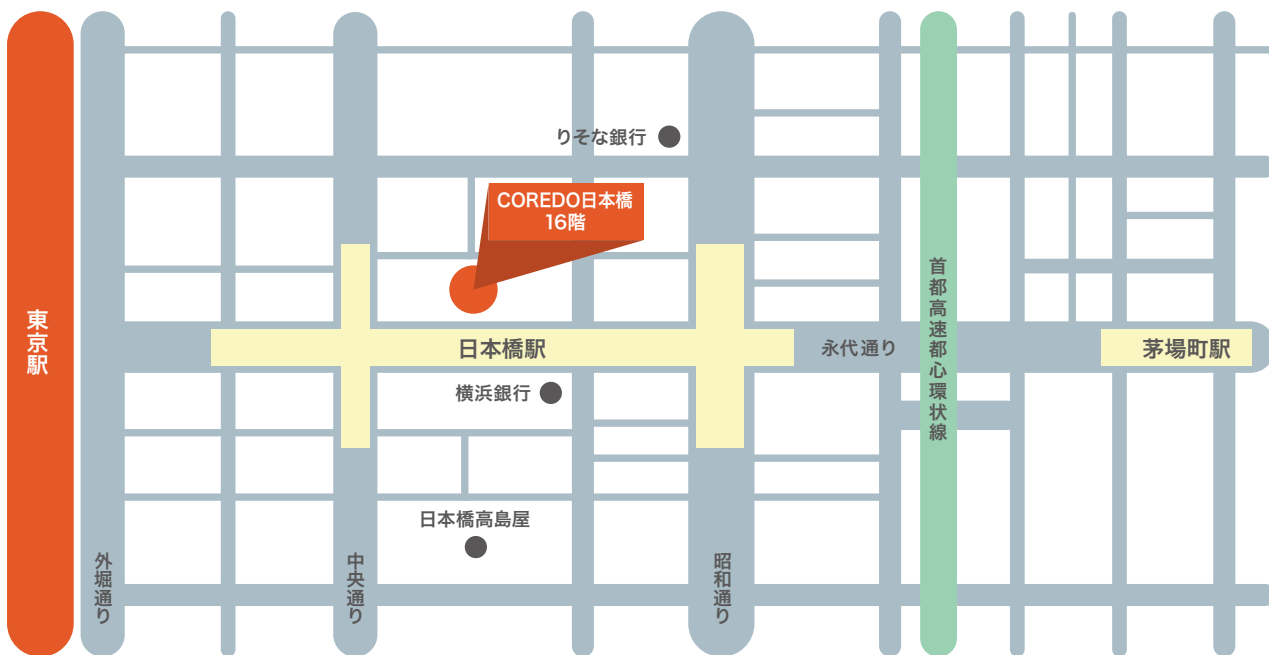 りそな銀行
COREDO日本橋
16階
東京駅
首都高速都心環状線
日本橋駅
永代通り
茅場町駅
横浜銀行
日本橋高島屋
外堀通り
中央通り
昭和通り